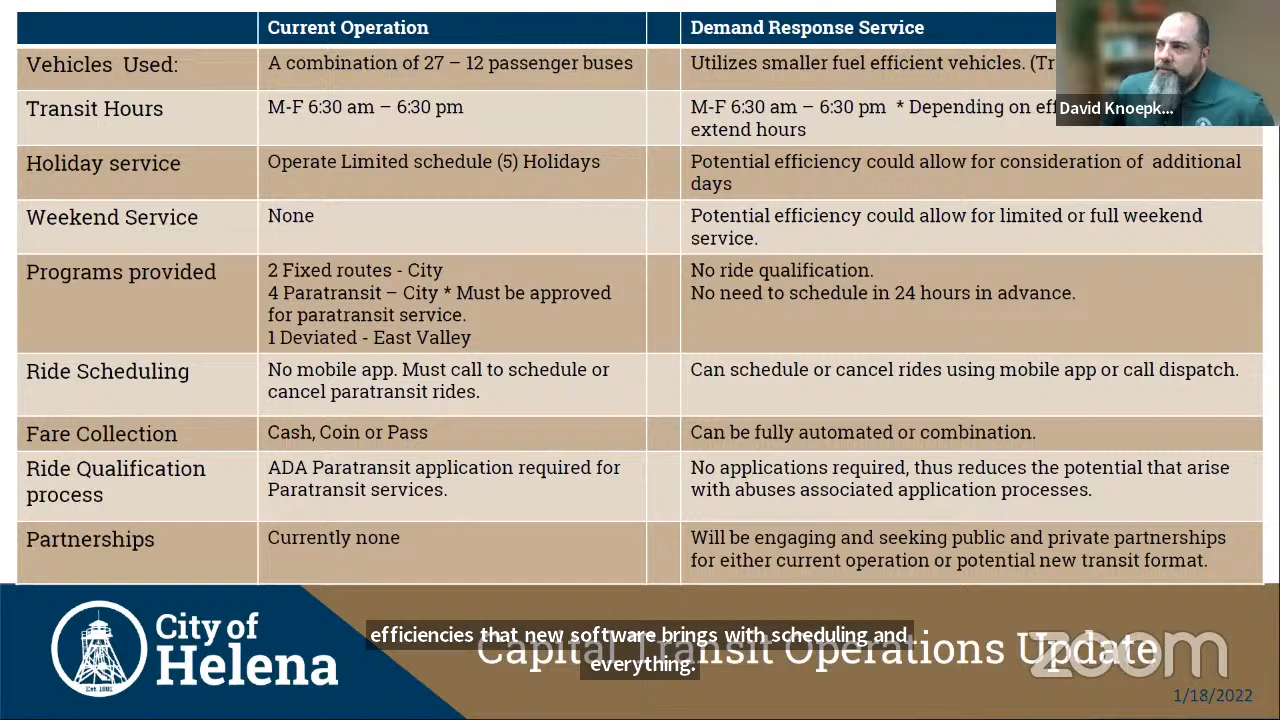 Current Operation
Demand Response Service
Vehicles Used:
A combination of 27 – 12 passenger buses
Utilizes smaller fuel efficient vehicles. (Tr
Transit Hours
M-F 6:30 am – 6:30 pm
M-F 6:30 am – 6:30 pm * Depending on eff
extend hours
David Knoepk...
Holiday service
Operate Limited schedule (5) Holidays
Potential efficiency could allow for consideration of additional
days
Weekend Service
None
Potential efficiency could allow for limited or full weekend
service.
Programs provided
2 Fixed routes - City
4 Paratransit – City * Must be approved
for paratransit service.
1 Deviated - East Valley
No ride qualification.
No need to schedule in 24 hours in advance.
Ride Scheduling
No mobile app. Must call to schedule or
cancel paratransit rides.
Can schedule or cancel rides using mobile app or call dispatch.
Fare Collection
Cash, Coin or Pass
Can be fully automated or combination.
Ride Qualification
process
ADA Paratransit application required for
Paratransit services.
No applications required, thus reduces the potential that arise
with abuses associated application processes.
Partnerships
Currently none
Will be engaging and seeking public and private partnerships
for either current operation or potential new transit format.
City of
Helena
Est 1881
efficiencies that new software brings with scheduling and
everything.
Capital Transit Operations Update
zoom
1/18/2022